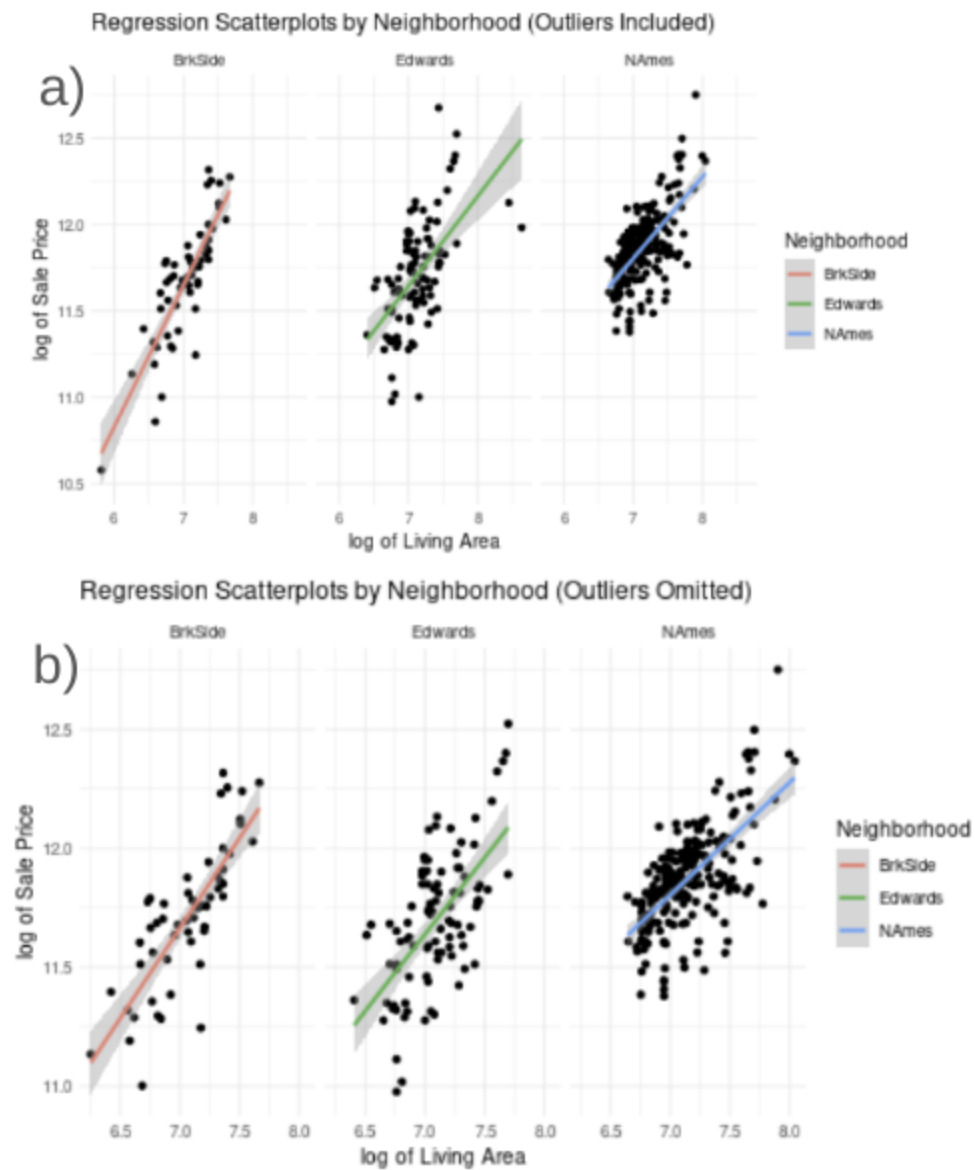 Regression Scatterplots by Neighborhood (Outliers Included)
a)
BrkSide Edwards NAmes
log of Sale Price
12.5
12.0
11.5
11.0
10.5
6 7 8 6 7 8 6 7 8
log of Living Area
Neighborhood
BrkSide
Edwards
NAmes
Regression Scatterplots by Neighborhood (Outliers Omitted)
b)
BrkSide Edwards NAmes
log of Sale Price
12.5
12.0
11.5
11.0
6.5 7.0 7.5 8.0 6.5 7.0 7.5 8.0 6.5 7.0 7.5 8.0
log of Living Area
Neighborhood
BrkSide
Edwards
NAmes